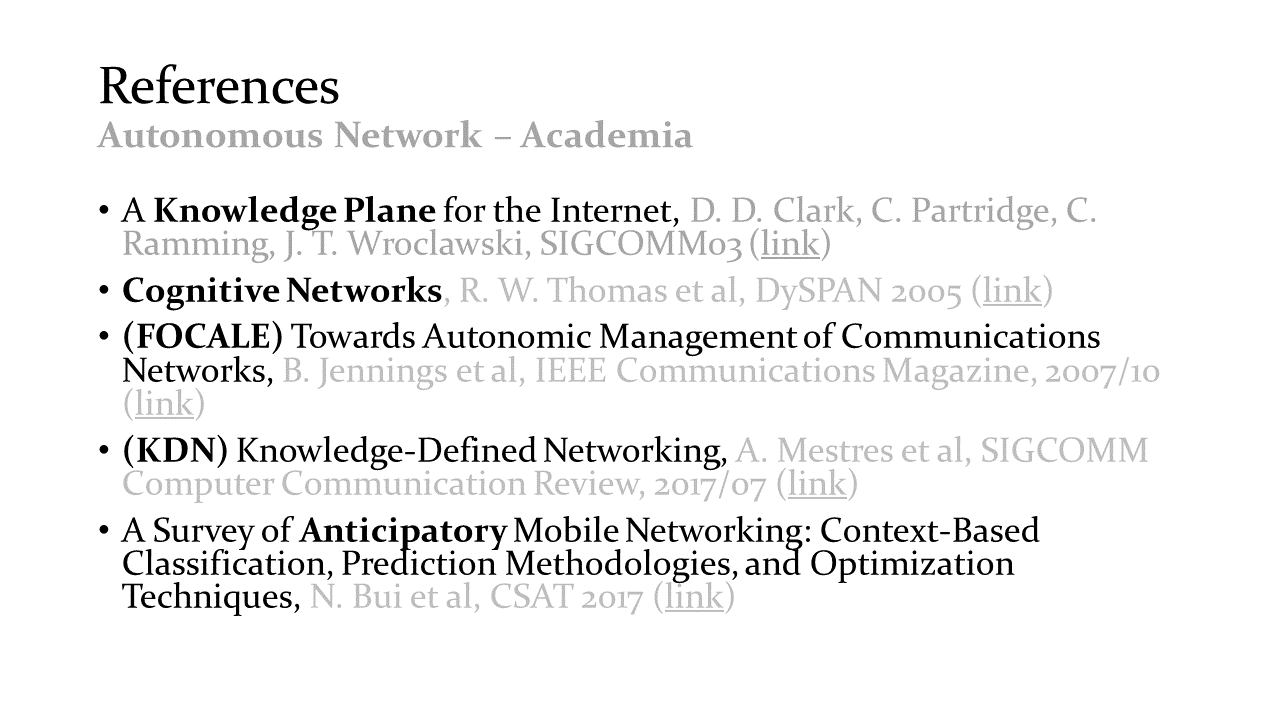 References
Autonomous Network – Academia
• A Knowledge Plane for the Internet, D. D. Clark, C. Partridge, C.
Ramming, J. T. Wroclawski, SIGCOMM03 (link)
• Cognitive Networks, R. W. Thomas et al, DySPAN 2005 (link)
• (FOCALE) Towards Autonomic Management of Communications
Networks, B. Jennings et al, IEEE Communications Magazine, 2007/10
(link)
• (KDN) Knowledge-Defined Networking, A. Mestres et al, SIGCOMM
Computer Communication Review, 2017/07 (link)
• A Survey of Anticipatory Mobile Networking: Context-Based
Classification, Prediction Methodologies, and Optimization
Techniques, N. Bui et al, CSAT 2017 (link)